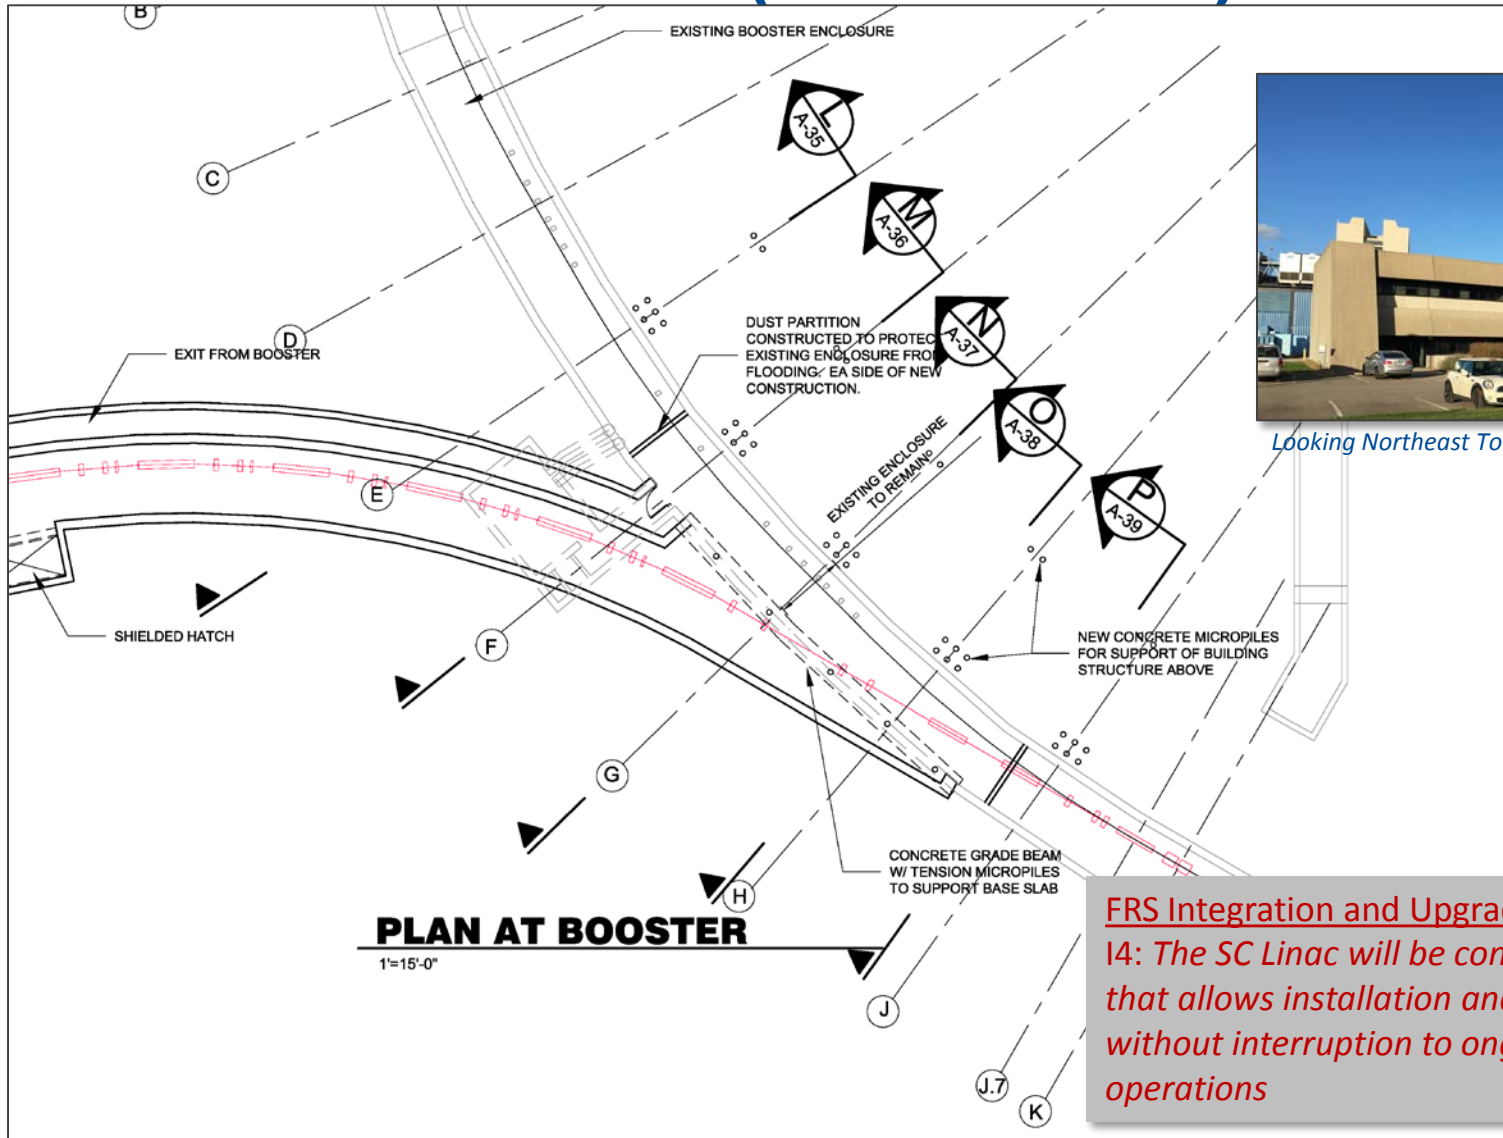 B
EXISTING BOOSTER ENCLOSURE
L
A-35
C
M
A-36
D
N
A-37
DUST PARTITION
CONSTRUCTED TO PROTEC
EXISTING ENCLOSURE FROM
FLOODING. EA SIDE OF NEW
CONSTRUCTION.
EXIT FROM BOOSTER
O
A-38
Looking Northeast To
EXISTING ENCLOSURE
TO REMAIN
E
P
A-39
SHIELDED HATCH
F
NEW CONCRETE MICROPILES
FOR SUPPORT OF BUILDING
STRUCTURE ABOVE
G
CONCRETE GRADE BEAM
W/ TENSION MICROPILES
TO SUPPORT BASE SLAB
H
PLAN AT BOOSTER
1'=15'-0"
J
J.7
K
FRS Integration and Upgra
I4: The SC Linac will be con
that allows installation an
without interruption to on
operations